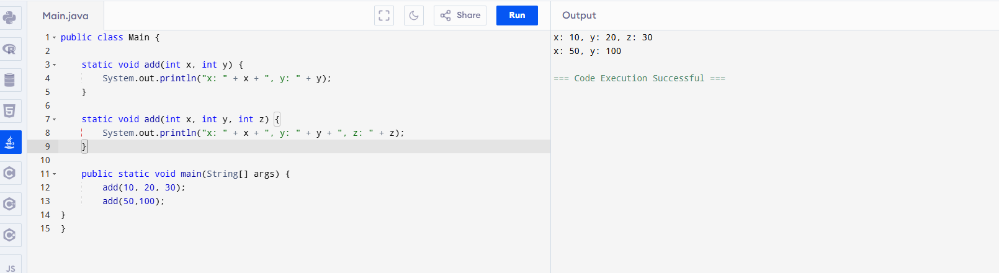 Main.java
Share
Run
Output
1 public class Main {
2
3 static void add(int x, int y) {
4 System.out.println("x: " + x + ", y: " + y);
5 }
6
7 static void add(int x, int y, int z) {
8 System.out.println("x: " + x + ", y: " + y + ", z: " + z);
9 }
10
11 public static void main(String[] args) {
12 add(10, 20, 30);
13 add(50,100);
14 }
15 }
x: 10, y: 20, z: 30
x: 50, y: 100
=== Code Execution Successful ===
JS